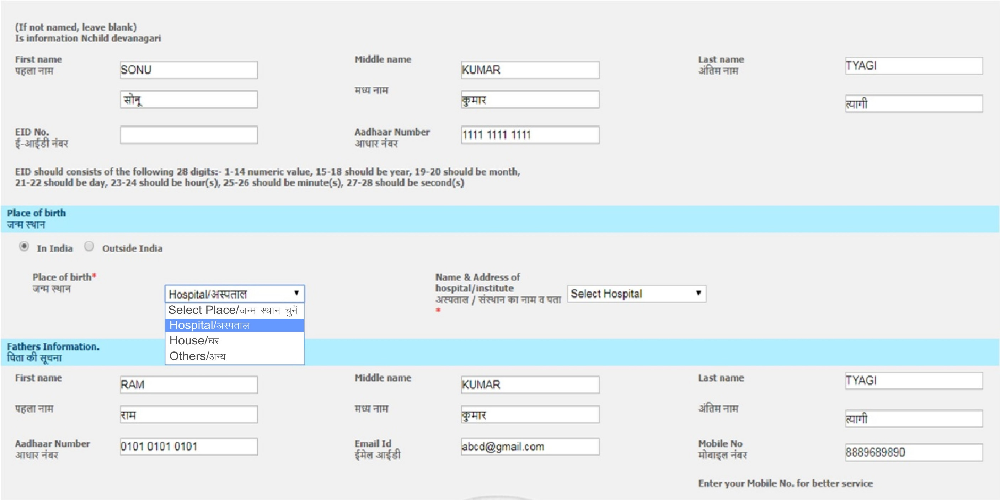 (If not named, leave blank)
Is information Nchild devanagari
First name
पहला नाम
SONU
सोनू
Middle name
मध्य नाम
KUMAR
कुमार
Last name
अंतिम नाम
TYAGI
त्यागी
EID No.
ई-आईडी नंबर
Aadhaar Number
आधार नंबर
1111 1111 1111
EID should consists of the following 28 digits:- 1-14 numeric value, 15-18 should be year, 19-20 should be month,
21-22 should be day, 23-24 should be hour(s), 25-26 should be minute(s), 27-28 should be second(s)
Place of birth
जन्म स्थान
In India Outside India
Place of birth*
जन्म स्थान
Hospital/अस्पताल
Select Place/जन्म स्थान चुनें
Hospital/अस्पताल
House/घर
Others/अन्य
Name & Address of
hospital/institute
अस्पताल / संस्थान का नाम व पता
*
Select Hospital
Fathers Information.
पिता की सूचना
First name
पहला नाम
RAM
राम
Middle name
मध्य नाम
KUMAR
कुमार
Last name
अंतिम नाम
TYAGI
त्यागी
Aadhaar Number
आधार नंबर
0101 0101 0101
Email Id
ईमेल आईडी
abcd@gmail.com
Mobile No
मोबाइल नंबर
8889689890
Enter your Mobile No. for better service